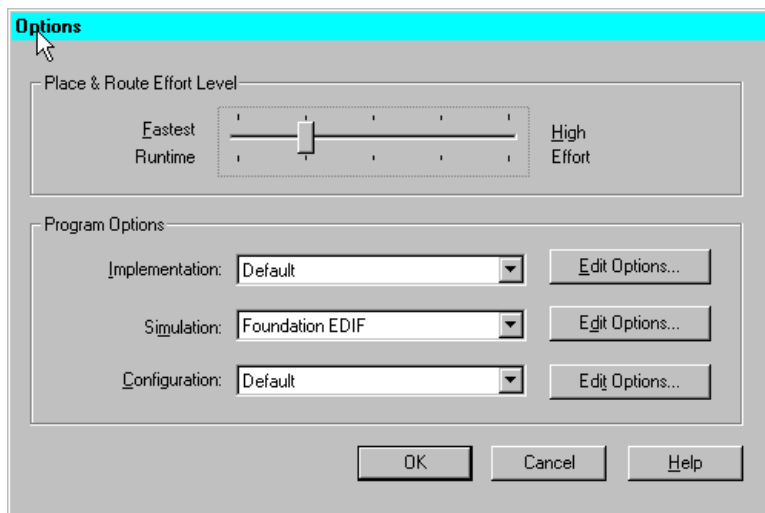 Options
Place & Route Effort Level
Fastest
Runtime
High
Effort
Program Options
Implementation: Default Edit Options...
Simulation: Foundation EDIF Edit Options...
Configuration: Default Edit Options...
OK Cancel Help